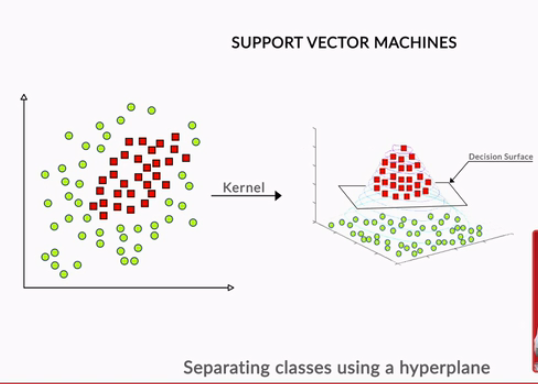 SUPPORT VECTOR MACHINES
Kernel
Decision Surface
Separating classes using a hyperplane